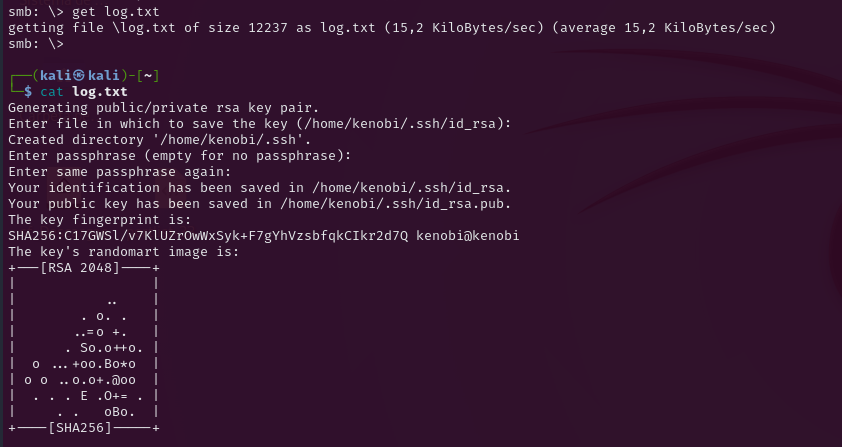 smb: \> get log.txt
getting file \log.txt of size 12237 as log.txt (15,2 KiloBytes/sec) (average 15,2 KiloBytes/sec)
smb: \>
┌──(kali㉿kali)-[~]
└─$ cat log.txt
Generating public/private rsa key pair.
Enter file in which to save the key (/home/kenobi/.ssh/id_rsa):
Created directory '/home/kenobi/.ssh'.
Enter passphrase (empty for no passphrase):
Enter same passphrase again:
Your identification has been saved in /home/kenobi/.ssh/id_rsa.
Your public key has been saved in /home/kenobi/.ssh/id_rsa.pub.
The key fingerprint is:
SHA256:C17GWSl/v7KlUZrOwWxSyk+F7gYhVzsbfqkCIkr2d7Q kenobi@kenobi
The key's randomart image is:
+---[RSA 2048]----+
|                 |
|           ..    |
|        . o. .   |
|       ..=o +.   |
|      . So.o++o. |
|  o ...+oo.Bo*o  |
| o o ..o.o+.@oo  |
|  . . . E .O+= . |
|     . .   oBo.  |
+----[SHA256]-----+